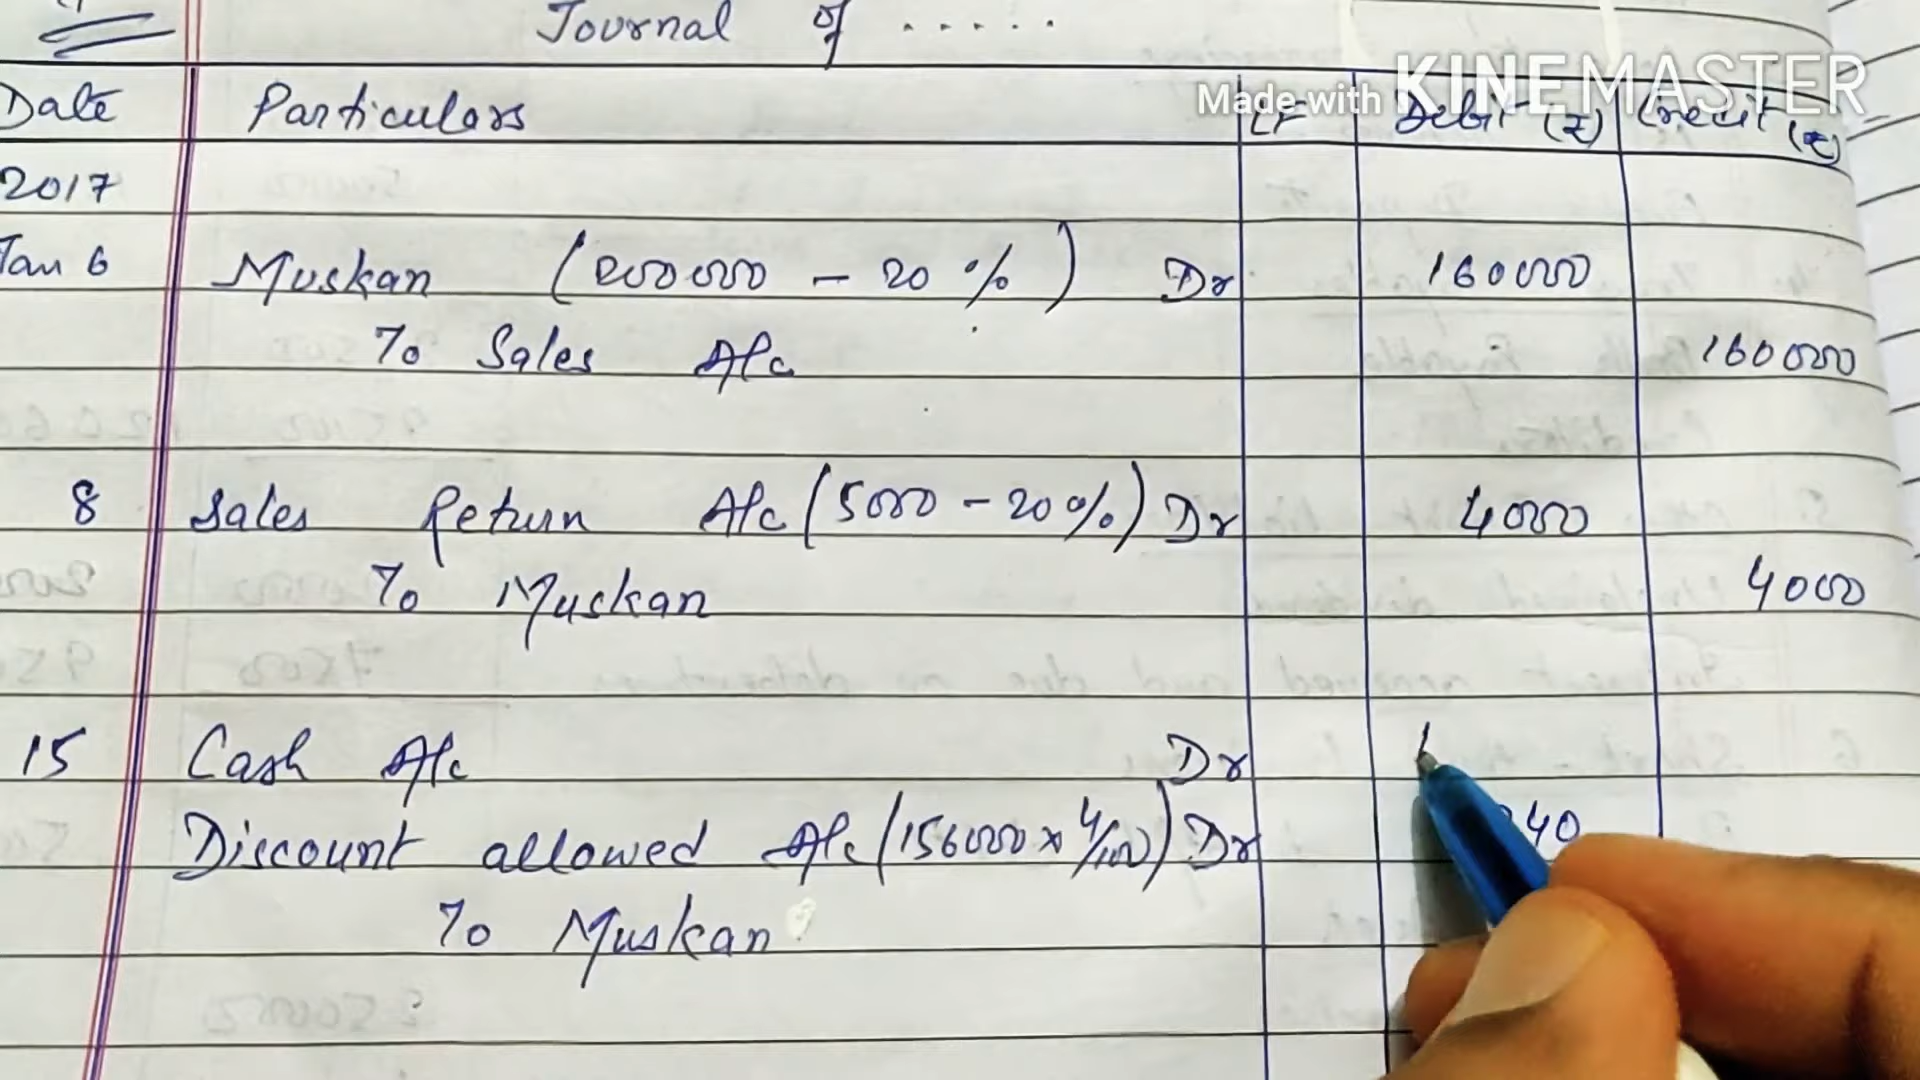 Journal of .....
Made with KINEMASTER
Date Particulars LF Debit (₹) Credit (₹)
2017
Jan 6 Muskan (200000 - 20%) Dr 160000
To Sales A/c 160000
8 Sales Return A/c (5000 - 20%) Dr 4000
To Muskan 4000
15 Cash A/c Dr
Discount allowed A/c (156000 x 4/100) Dr 240
To Muskan